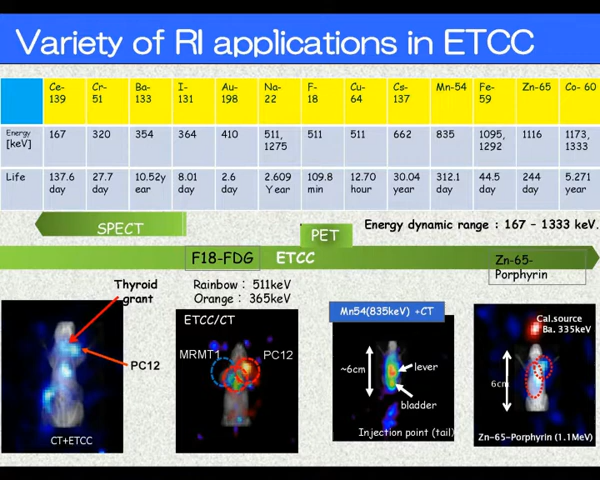 Variety of RI applications in ETCC
Ce-139 Cr-51 Ba-133 I-131 Au-198 Na-22 F-18 Cu-64 Cs-137 Mn-54 Fe-59 Zn-65 Co- 60
Energy [keV] 167 320 354 364 410 511, 1275 511 511 662 835 1095, 1292 1116 1173, 1333
Life 137.6 day 27.7 day 10.52y ear 8.01 day 2.6 day 2.609 Year 109.8 min 12.70 hour 30.04 year 312.1 day 44.5 day 244 day 5.271 year
SPECT
PET
Energy dynamic range : 167 – 1333 keV.
F18-FDG
ETCC
Zn-65-Porphyrin
Thyroid
grant
Rainbow : 511keV
Orange : 365keV
PC12
CT+ETCC
ETCC/CT
MRMT1
PC12
Mn54(835keV) +CT
~6cm
lever
bladder
Injection point (tail)
Cal.source
Ba. 335keV
6cm
Zn-65-Porphyrin (1.1MeV)